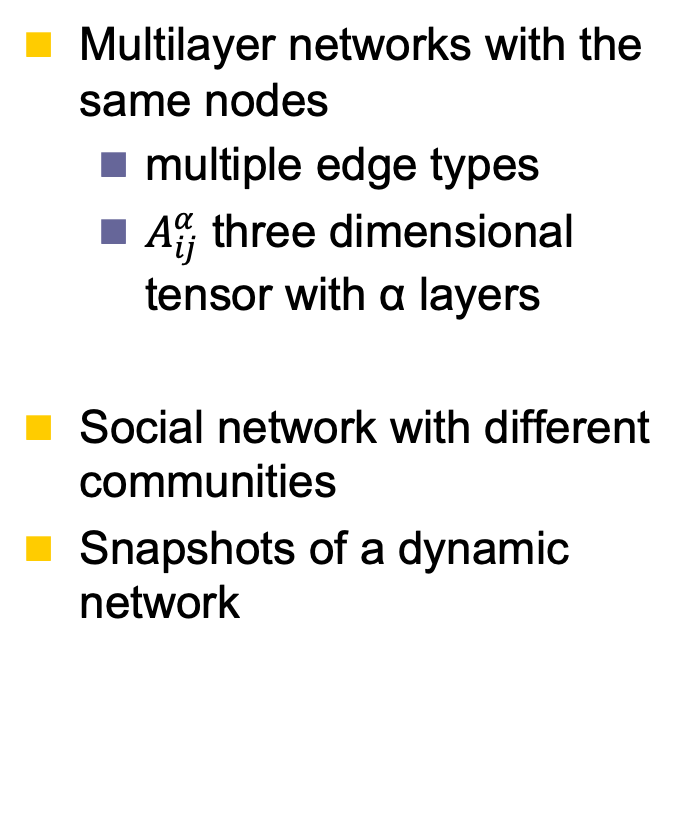 Multilayer networks with the
same nodes
multiple edge types
$A_{ij}^{\alpha}$ three dimensional
tensor with α layers
Social network with different
communities
Snapshots of a dynamic
network